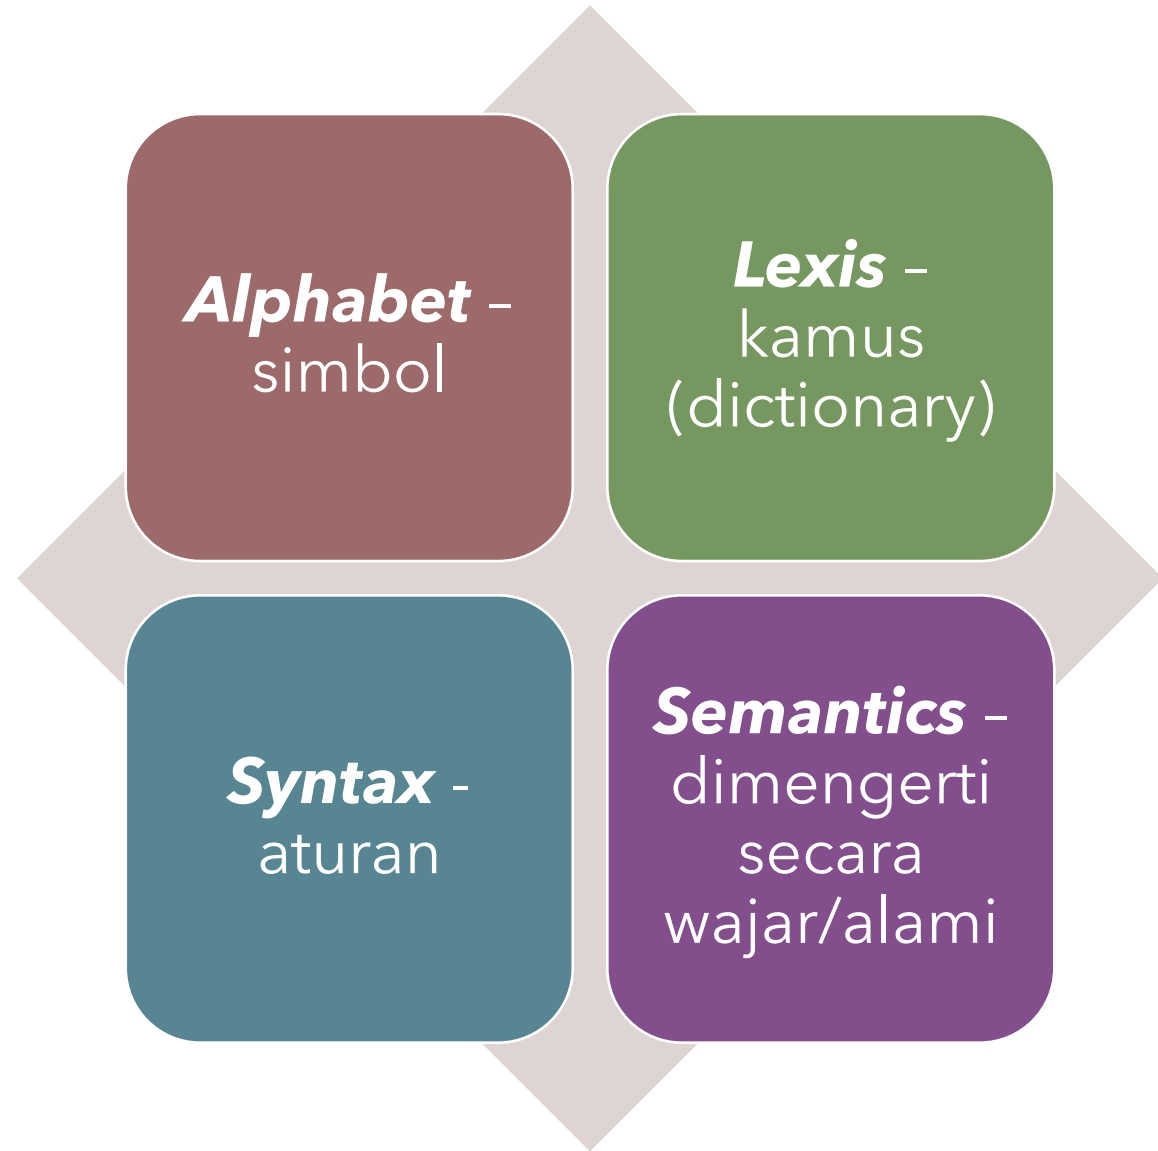 Alphabet –
simbol
Lexis –
kamus
(dictionary)
Syntax -
aturan
Semantics –
dimengerti
secara
wajar/alami